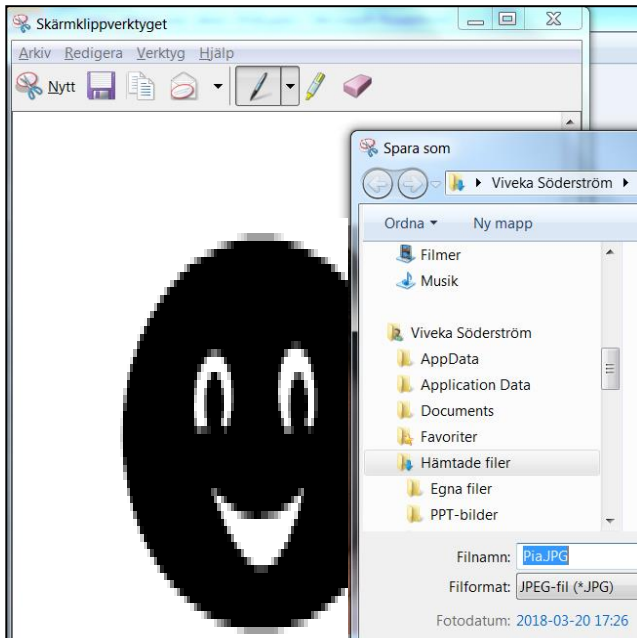 Skärmklippverktyget
Arkiv Redigera Verktyg Hjälp
Nytt
Spara som
Viveka Söderström
Ordna Ny mapp
Filmer
Musik
Viveka Söderström
AppData
Application Data
Documents
Favoriter
Hämtade filer
Egna filer
PPT-bilder
Filnamn: Pia.JPG
Filformat: JPEG-fil (*.JPG)
Fotodatum: 2018-03-20 17:26